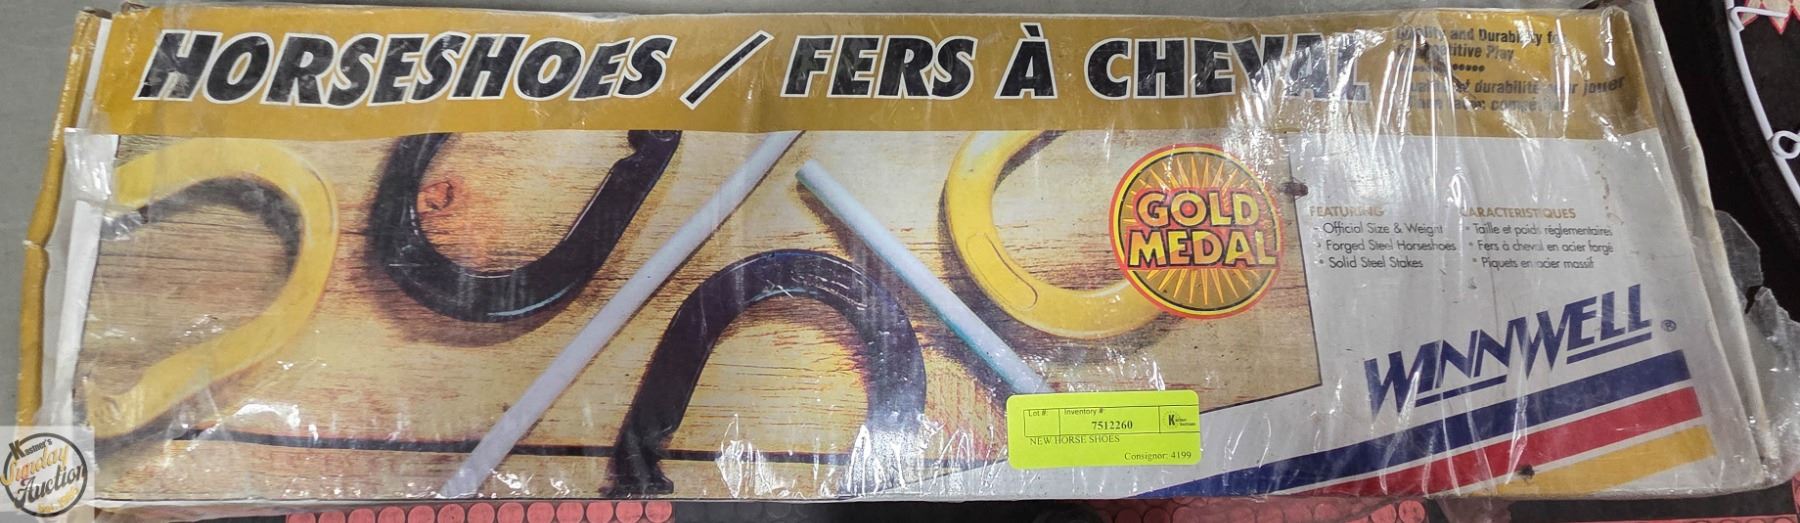 HORSESHOES / FERS À CHEVAL
Quality and Durability for
Competitive Play
durabilité pour jouer
GOLD
MEDAL
FEATURING
- Official Size & Weight
• Forged Steel Horseshoes
• Solid Steel Stakes
CARACTERISTIQUES
- Taille et poids réglementaires
• Fers à cheval en acier forgé
• Piquets en acier massif
WINNWELL®
Lot #:
Inventory #
7512260
NEW HORSE SHOES
Consignor: 4199
Kastner's
Sunday
Auction